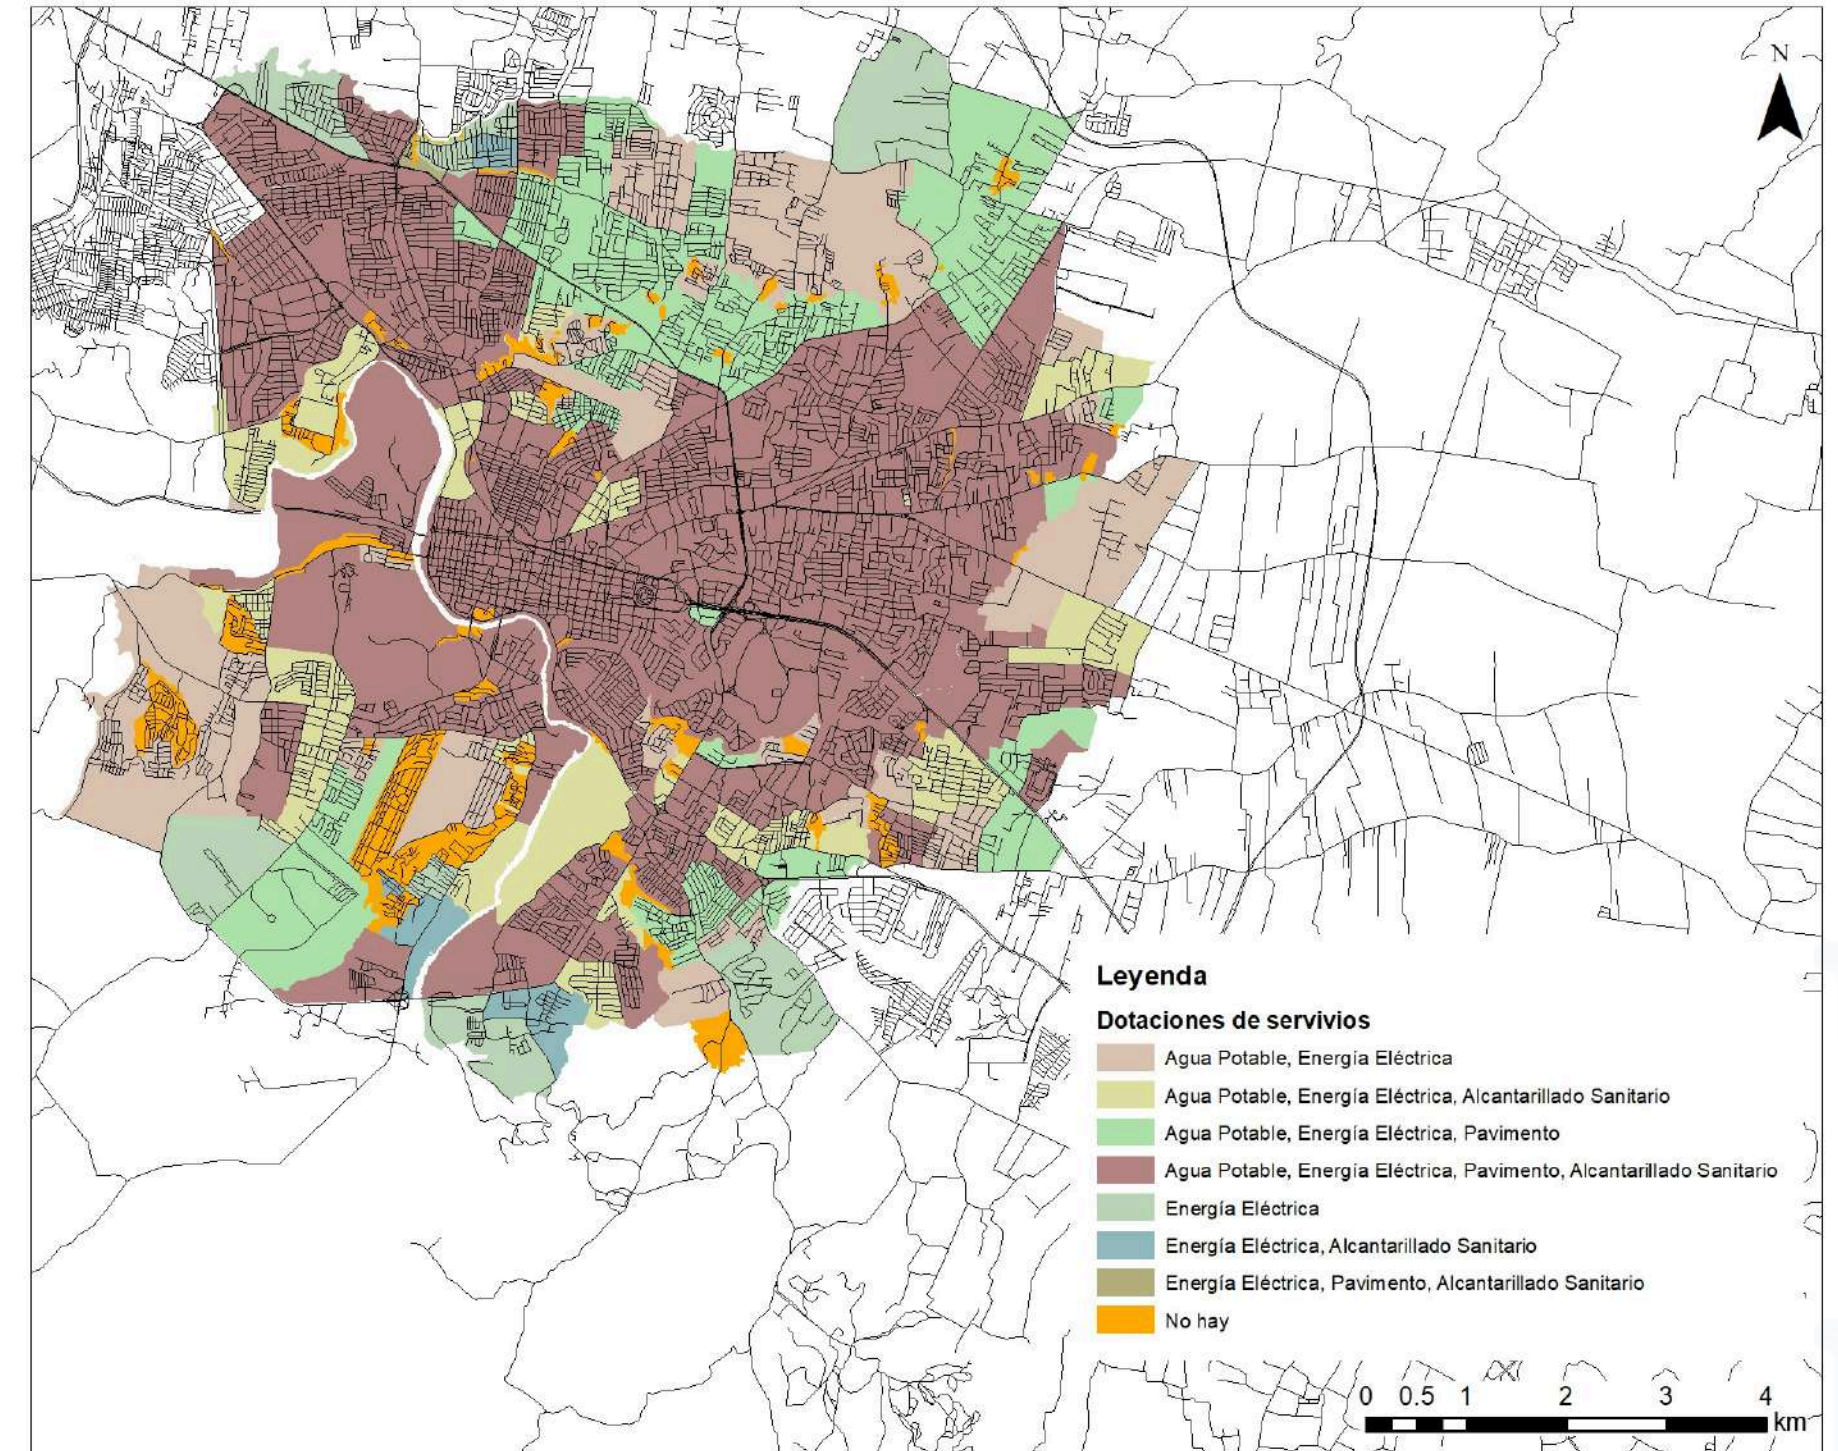 N
Leyenda
Dotaciones de servivios
Agua Potable, Energía Eléctrica
Agua Potable, Energía Eléctrica, Alcantarillado Sanitario
Agua Potable, Energía Eléctrica, Pavimento
Agua Potable, Energía Eléctrica, Pavimento, Alcantarillado Sanitario
Energía Eléctrica
Energía Eléctrica, Alcantarillado Sanitario
Energía Eléctrica, Pavimento, Alcantarillado Sanitario
No hay
0 0.5 1 2 3 4
km